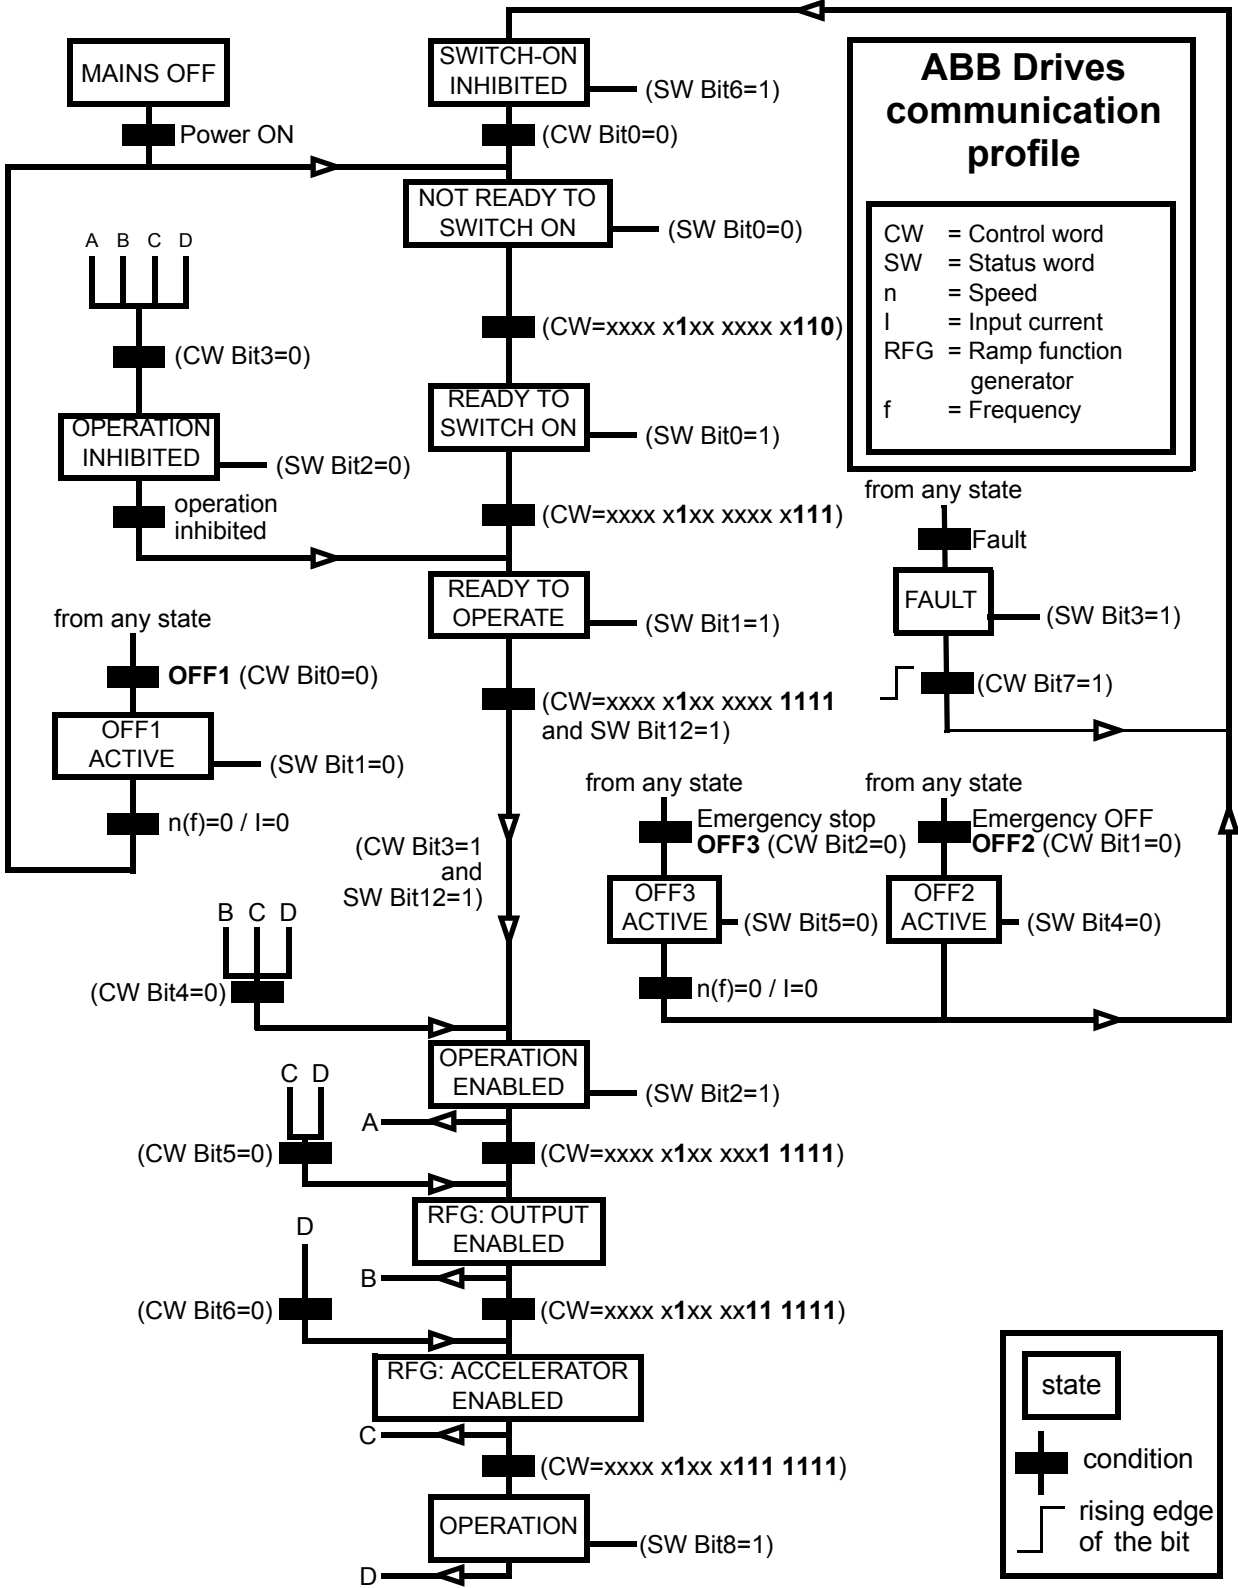 MAINS OFF
Power ON
SWITCH-ON
INHIBITED
(SW Bit6=1)
(CW Bit0=0)
NOT READY TO
SWITCH ON
(SW Bit0=0)
A B C D
(CW Bit3=0)
OPERATION
INHIBITED
(SW Bit2=0)
operation
inhibited
(CW=xxxx x1xx xxxx x110)
READY TO
SWITCH ON
(SW Bit0=1)
(CW=xxxx x1xx xxxx x111)
READY TO
OPERATE
(SW Bit1=1)
(CW=xxxx x1xx xxxx 1111
and SW Bit12=1)
ABB Drives
communication
profile
CW = Control word
SW = Status word
n = Speed
I = Input current
RFG = Ramp function
generator
f = Frequency
from any state
Fault
FAULT
(SW Bit3=1)
(CW Bit7=1)
from any state
OFF1 (CW Bit0=0)
OFF1
ACTIVE
(SW Bit1=0)
n(f)=0 / I=0
from any state
Emergency stop
OFF3 (CW Bit2=0)
OFF3
ACTIVE
(SW Bit5=0)
n(f)=0 / I=0
from any state
Emergency OFF
OFF2 (CW Bit1=0)
OFF2
ACTIVE
(SW Bit4=0)
(CW Bit3=1
and
SW Bit12=1)
B C D
(CW Bit4=0)
OPERATION
ENABLED
(SW Bit2=1)
A
C D
(CW Bit5=0)
(CW=xxxx x1xx xxx1 1111)
RFG: OUTPUT
ENABLED
B
D
(CW Bit6=0)
(CW=xxxx x1xx xx11 1111)
RFG: ACCELERATOR
ENABLED
C
(CW=xxxx x1xx x111 1111)
OPERATION
(SW Bit8=1)
D
state
condition
rising edge
of the bit